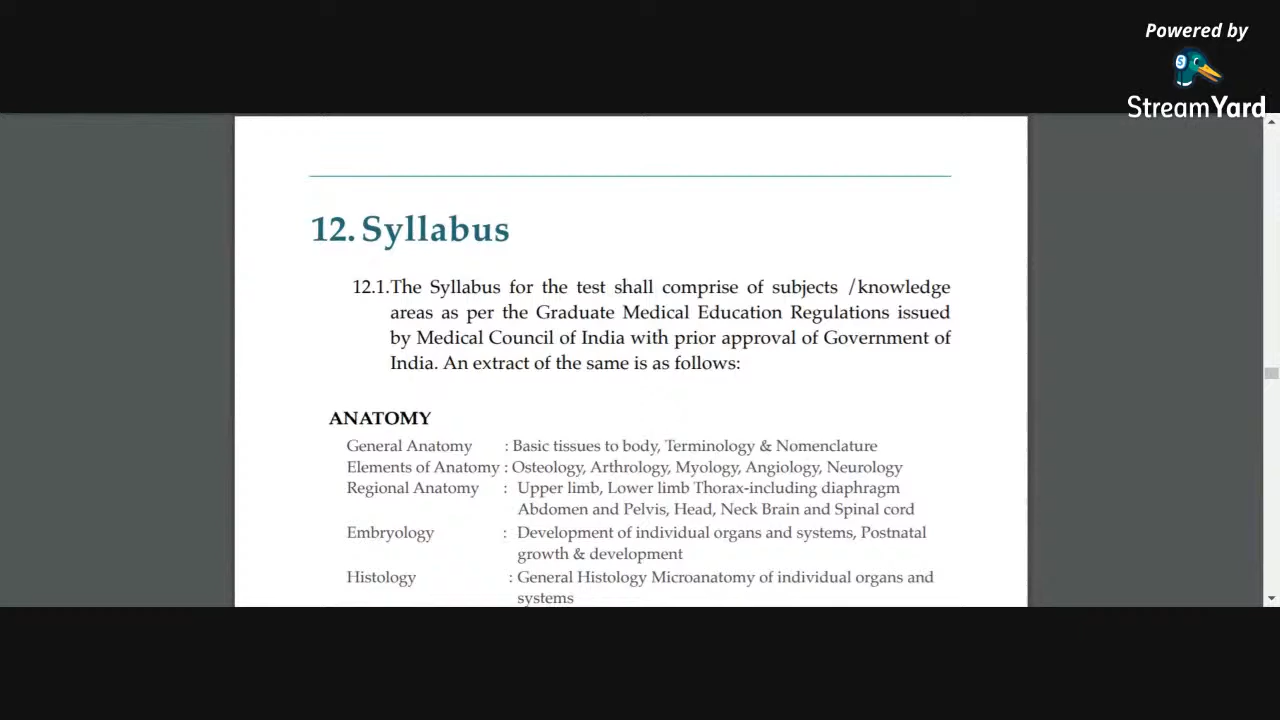 Powered by
StreamYard
12. Syllabus
12.1.The Syllabus for the test shall comprise of subjects /knowledge
areas as per the Graduate Medical Education Regulations issued
by Medical Council of India with prior approval of Government of
India. An extract of the same is as follows:
ANATOMY
General Anatomy : Basic tissues to body, Terminology & Nomenclature
Elements of Anatomy : Osteology, Arthrology, Myology, Angiology, Neurology
Regional Anatomy : Upper limb, Lower limb Thorax-including diaphragm
Abdomen and Pelvis, Head, Neck Brain and Spinal cord
Embryology : Development of individual organs and systems, Postnatal
growth & development
Histology : General Histology Microanatomy of individual organs and
systems